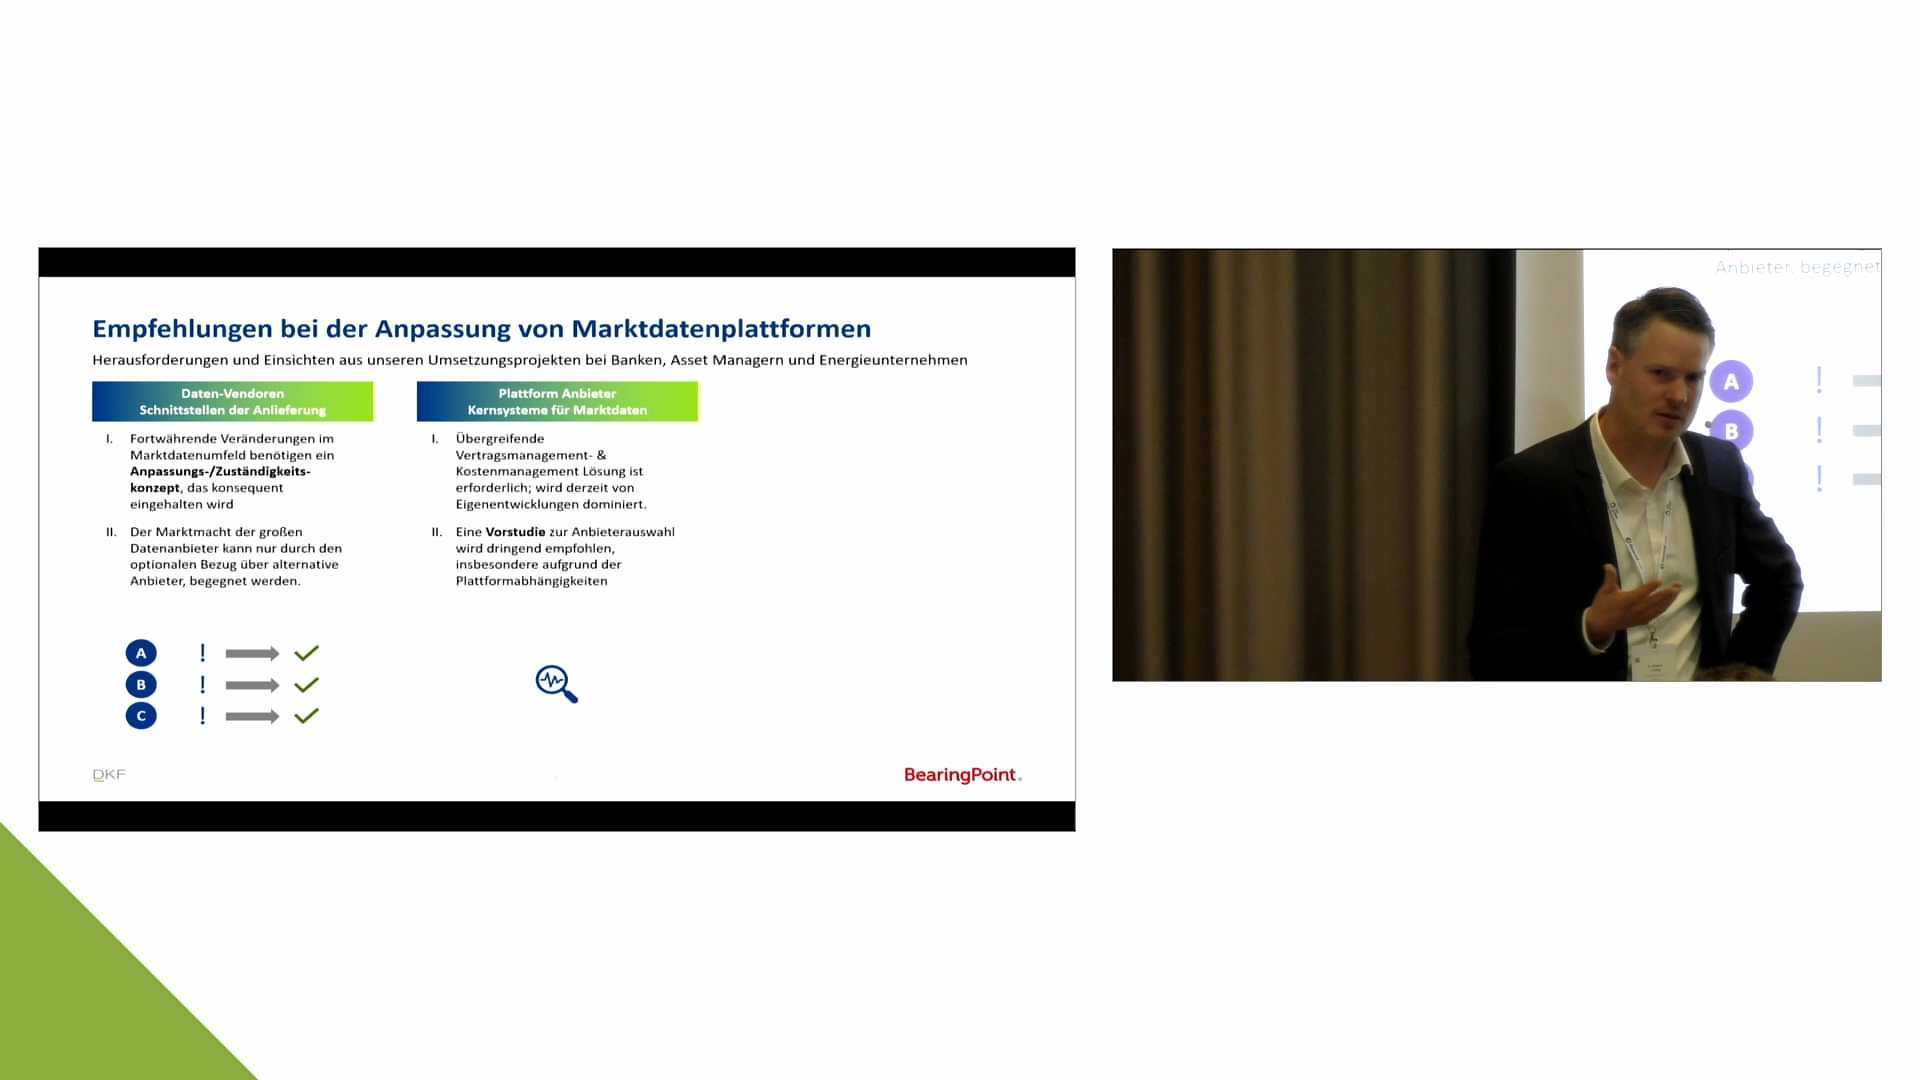 Empfehlungen bei der Anpassung von Marktdatenplattformen
Herausforderungen und Einsichten aus unseren Umsetzungsprojekten bei Banken, Asset Managern und Energieunternehmen
Daten-Vendoren
Schnittstellen der Anlieferung
I. Fortwährende Veränderungen im
Marktdatenumfeld benötigen ein
Anpassungs-/Zuständigkeits-
konzept, das konsequent
eingehalten wird
II. Der Marktmacht der großen
Datenanbieter kann nur durch den
optionalen Bezug über alternative
Anbieter, begegnet werden.
A ! 
B ! 
C ! 
Plattform Anbieter
Kernsysteme für Marktdaten
I. Übergreifende
Vertragsmanagement- &
Kostenmanagement Lösung ist
erforderlich; wird derzeit von
Eigenentwicklungen dominiert.
II. Eine Vorstudie zur Anbieterauswahl
wird dringend empfohlen,
insbesondere aufgrund der
Plattformabhängigkeiten
DKF
BearingPoint.
Anbieter, begegnet
A !
B !
!